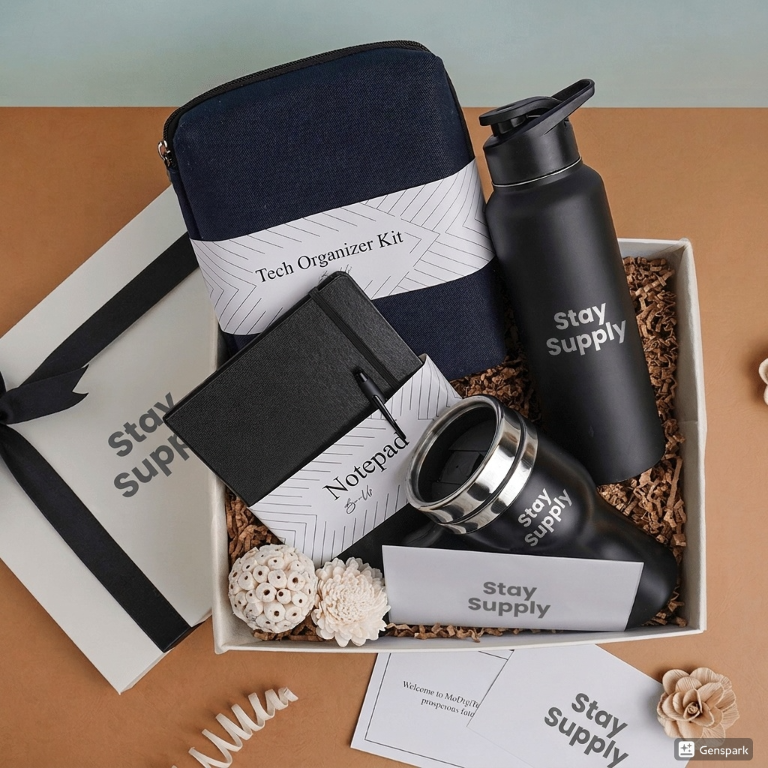 Tech Organizer Kit
Stay
Supply
Stay
Supply
Notepad
Stay
Supply
Stay
Supply
Welcome to
prosperous
Stay
Supply
Genspark